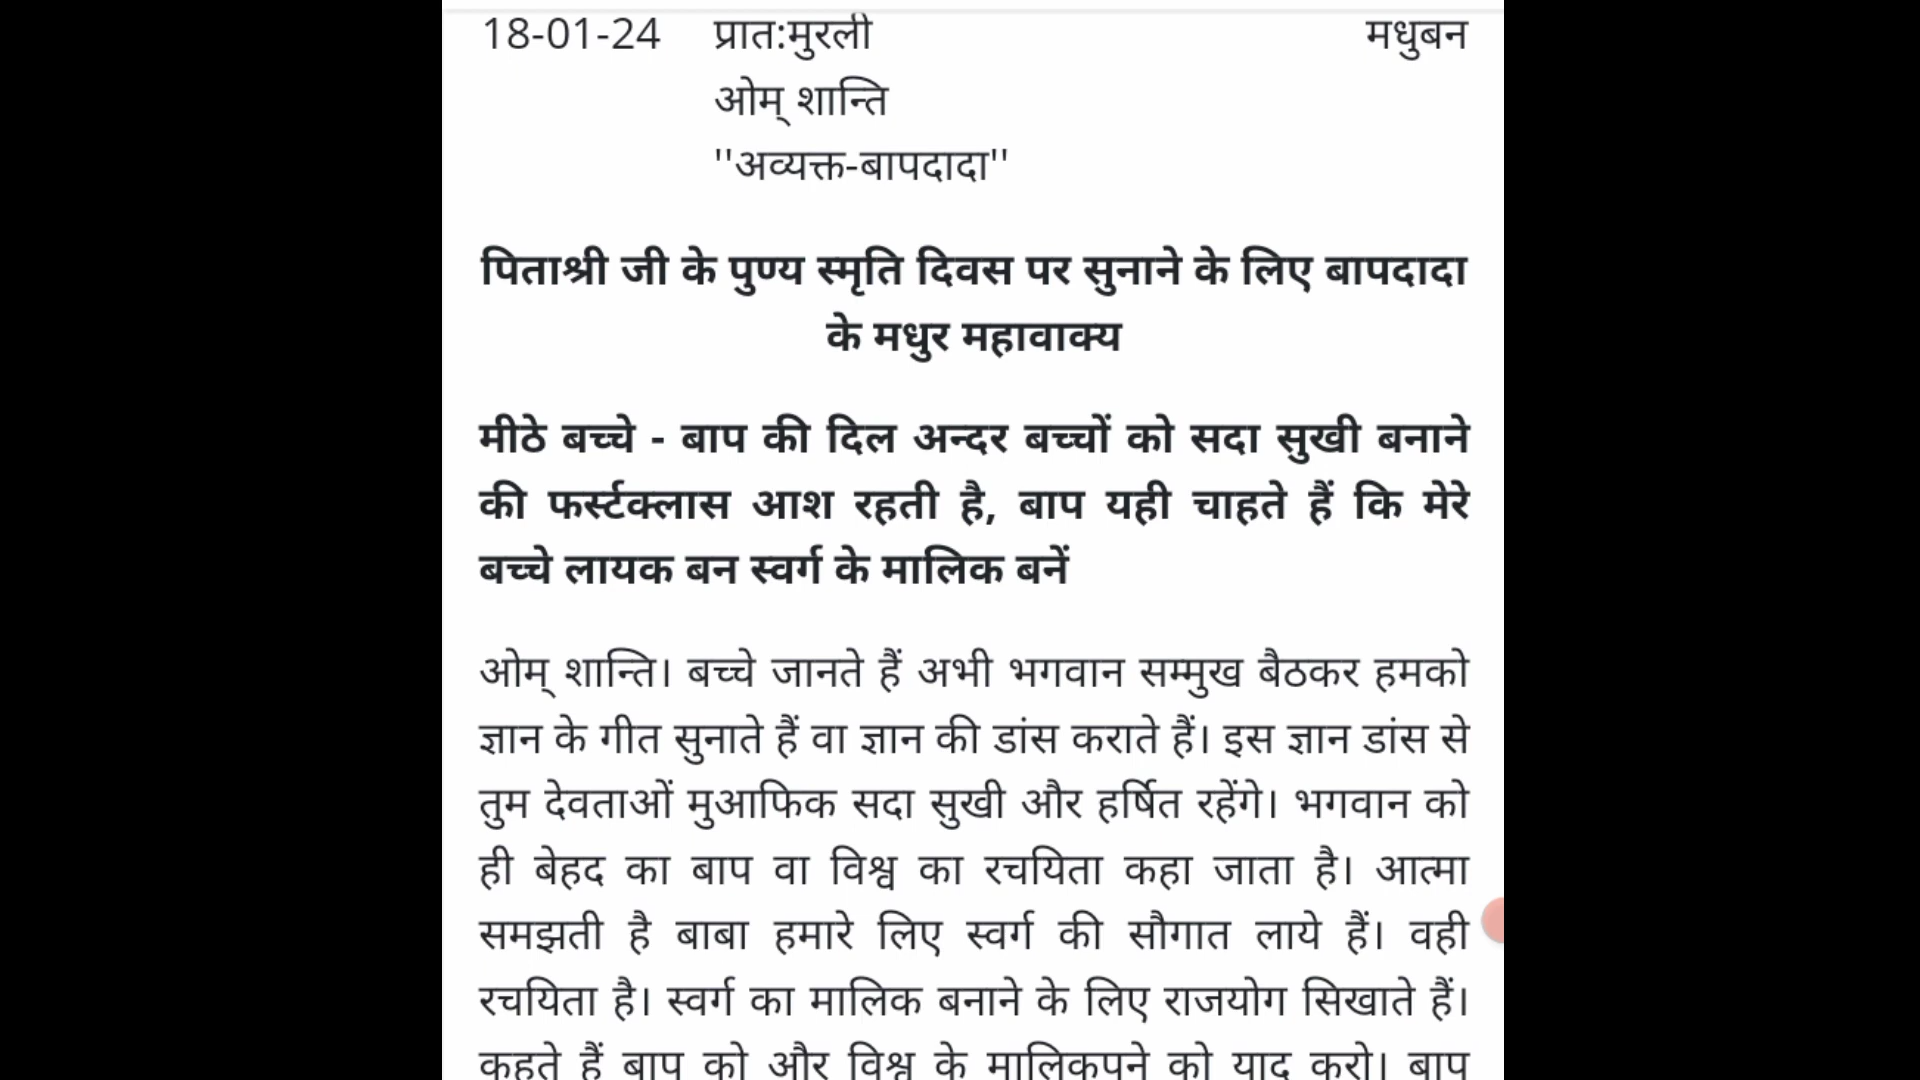 18-01-24 प्रात:मुरली मधुबन
ओम् शान्ति
''अव्यक्त-बापदादा''
पिताश्री जी के पुण्य स्मृति दिवस पर सुनाने के लिए बापदादा
के मधुर महावाक्य
मीठे बच्चे - बाप की दिल अन्दर बच्चों को सदा सुखी बनाने
की फर्स्टक्लास आश रहती है, बाप यही चाहते हैं कि मेरे
बच्चे लायक बन स्वर्ग के मालिक बनें
ओम् शान्ति। बच्चे जानते हैं अभी भगवान सम्मुख बैठकर हमको
ज्ञान के गीत सुनाते हैं वा ज्ञान की डांस कराते हैं। इस ज्ञान डांस से
तुम देवताओं मुआफिक सदा सुखी और हर्षित रहेंगे। भगवान को
ही बेहद का बाप वा विश्व का रचयिता कहा जाता है। आत्मा
समझती है बाबा हमारे लिए स्वर्ग की सौगात लाये हैं। वही
रचयिता है। स्वर्ग का मालिक बनाने के लिए राजयोग सिखाते हैं।
कहते हैं बाप को और विश्व के मालिकपने को याद करो। बाप